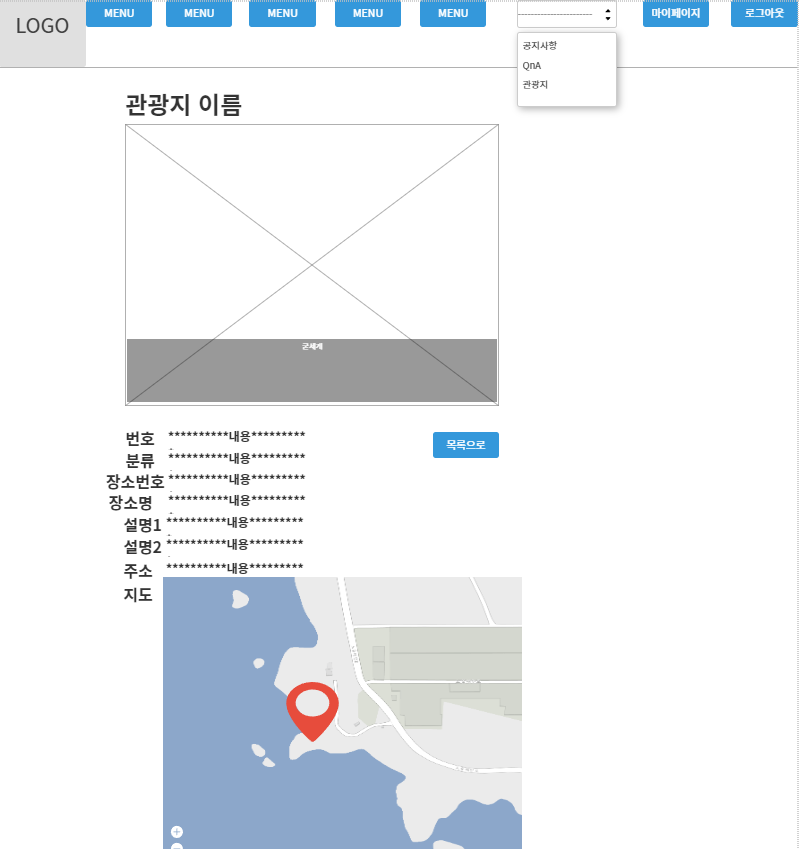 LOGO MENU MENU MENU MENU MENU ---------------------- 마이페이지 로그아웃
공지사항
QnA
관광지
관광지 이름
군세계
번호 **********내용*********
목록으로
분류 **********내용*********
장소번호 **********내용*********
장소명 **********내용*********
설명1 **********내용*********
설명2 **********내용*********
주소 **********내용*********
지도